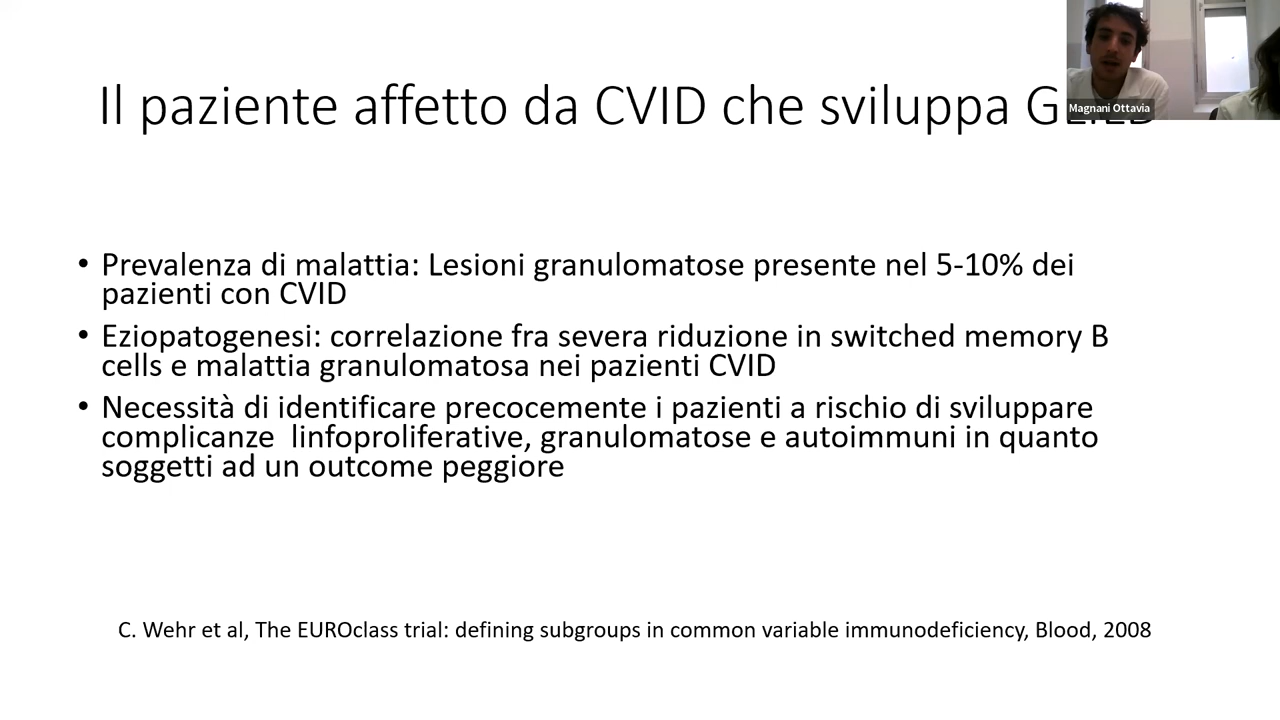 Il paziente affetto da CVID che sviluppa
Magnani Ottavia
• Prevalenza di malattia: Lesioni granulomatose presente nel 5-10% dei
pazienti con CVID
• Eziopatogenesi: correlazione fra severa riduzione in switched memory B
cells e malattia granulomatosa nei pazienti CVID
• Necessità di identificare precocemente i pazienti a rischio di sviluppare
complicanze  linfoproliferative, granulomatose e autoimmuni in quanto
soggetti ad un outcome peggiore
C. Wehr et al, The EUROclass trial: defining subgroups in common variable immunodeficiency, Blood, 2008